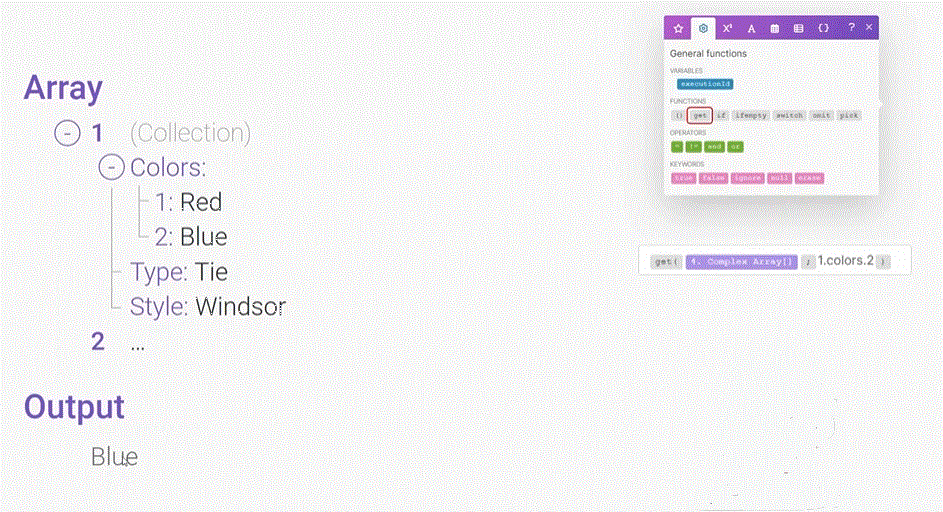 Array
1 (Collection)
Colors:
1: Red
2: Blue
Type: Tie
Style: Windsor
2 ...
Output
Blue
X² A { } ? ×
General functions
VARIABLES
executionId
FUNCTIONS
() get if ifempty switch omit pick
OPERATORS
= != and or
KEYWORDS
true false ignore null erase
get( 4. Complex Array[] ; 1.colors.2 )